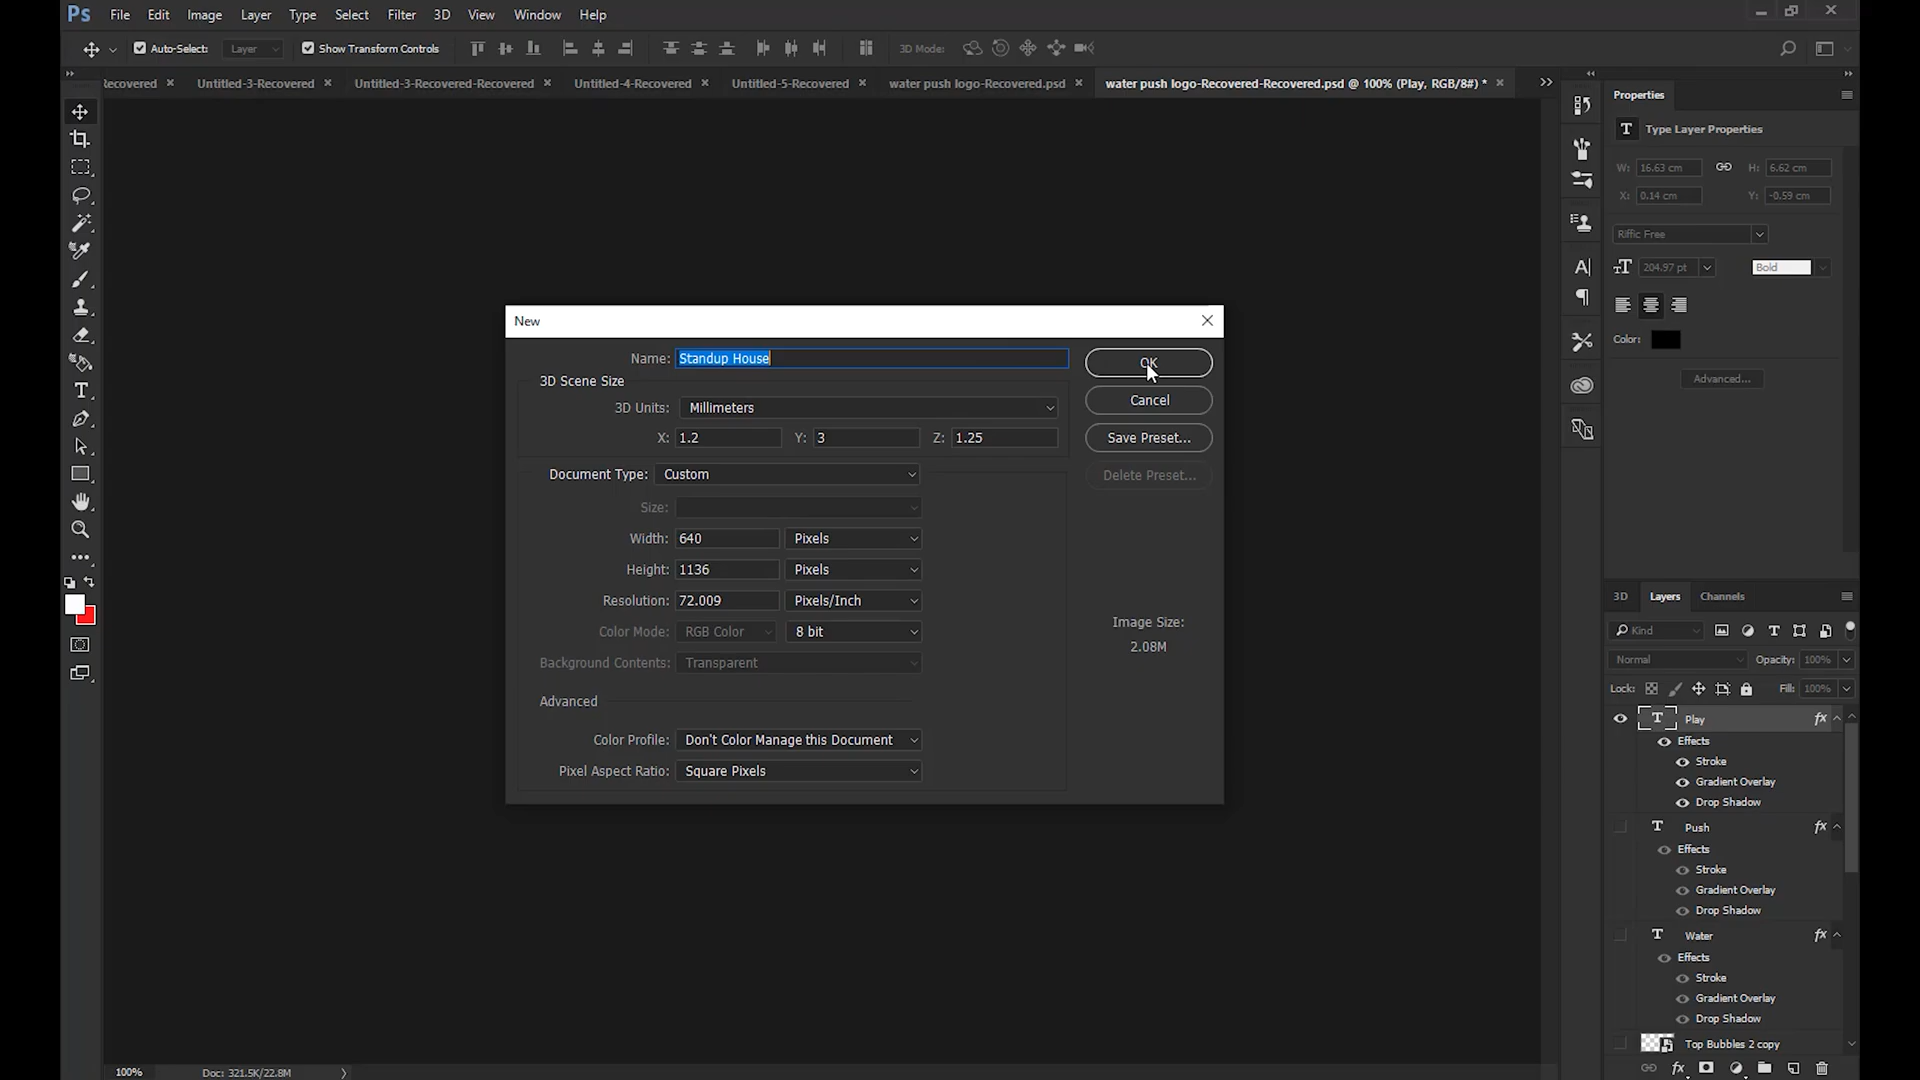 Ps File Edit Image Layer Type Select Filter 3D View Window Help
Auto-Select: Layer Show Transform Controls 3D Mode:
Recovered Untitled-3-Recovered Untitled-3-Recovered-Recovered Untitled-4-Recovered Untitled-5-Recovered water push logo-Recovered.psd water push logo-Recovered-Recovered.psd @ 100% (Play, RGB/8#) *
Properties
Type Layer Properties
W: 16.63 cm H: 6.62 cm
X: 0.14 cm Y: -0.59 cm
Riffic Free
204.97 pt Bold
Color:
Advanced...
New
Name: Standup House OK
3D Scene Size
3D Units: Millimeters Cancel
X: 1.2 Y: 3 Z: 1.25 Save Preset...
Document Type: Custom Delete Preset...
Size:
Width: 640 Pixels
Height: 1136 Pixels
Resolution: 72.009 Pixels/Inch
Color Mode: RGB Color 8 bit
Background Contents: Transparent
Image Size:
2.08M
Advanced
Color Profile: Don't Color Manage this Document
Pixel Aspect Ratio: Square Pixels
3D Layers Channels
Kind
Normal Opacity: 100%
Lock: Fill: 100%
T Play fx
Effects
Stroke
Gradient Overlay
Drop Shadow
T Push fx
Effects
Stroke
Gradient Overlay
Drop Shadow
T Water fx
Effects
Stroke
Gradient Overlay
Drop Shadow
Top Bubbles 2 copy
fx
100% Doc: 321.5K/22.8M